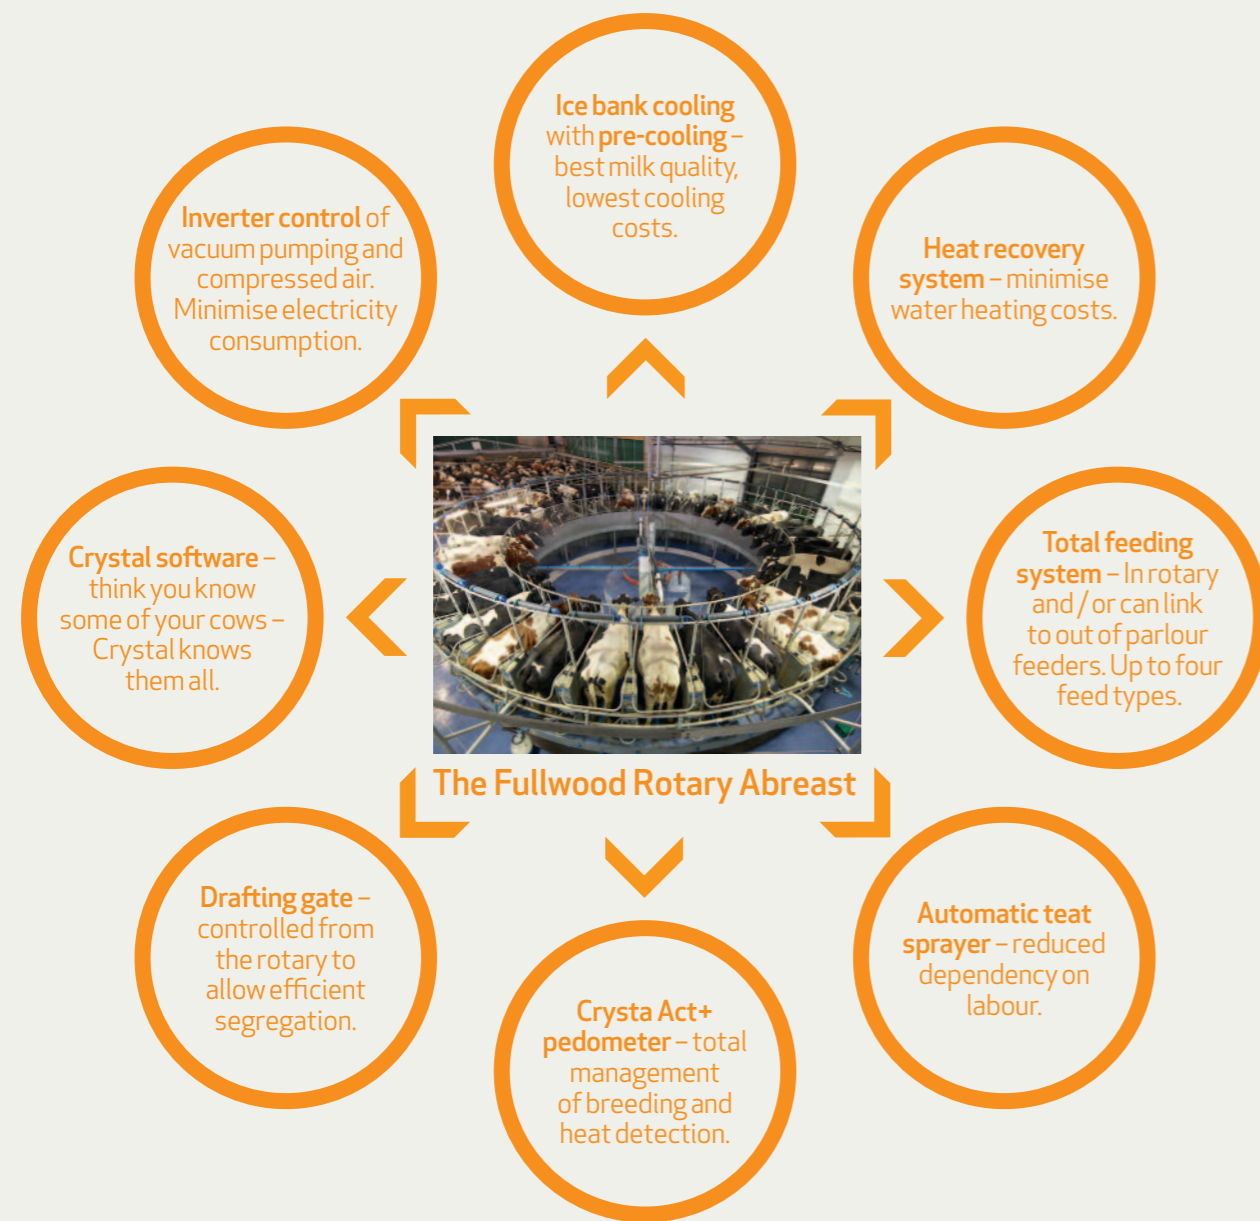 Ice bank cooling
with pre-cooling –
best milk quality,
lowest cooling
costs.
Inverter control of
vacuum pumping and
compressed air.
Minimise electricity
consumption.
Heat recovery
system – minimise
water heating costs.
Crystal software –
think you know
some of your cows –
Crystal knows
them all.
Total feeding
system – In rotary
and / or can link
to out of parlour
feeders. Up to four
feed types.
The Fullwood Rotary Abreast
Drafting gate –
controlled from
the rotary to
allow efficient
segregation.
Automatic teat
sprayer – reduced
dependency on
labour.
Crysta Act+
pedometer – total
management
of breeding and
heat detection.